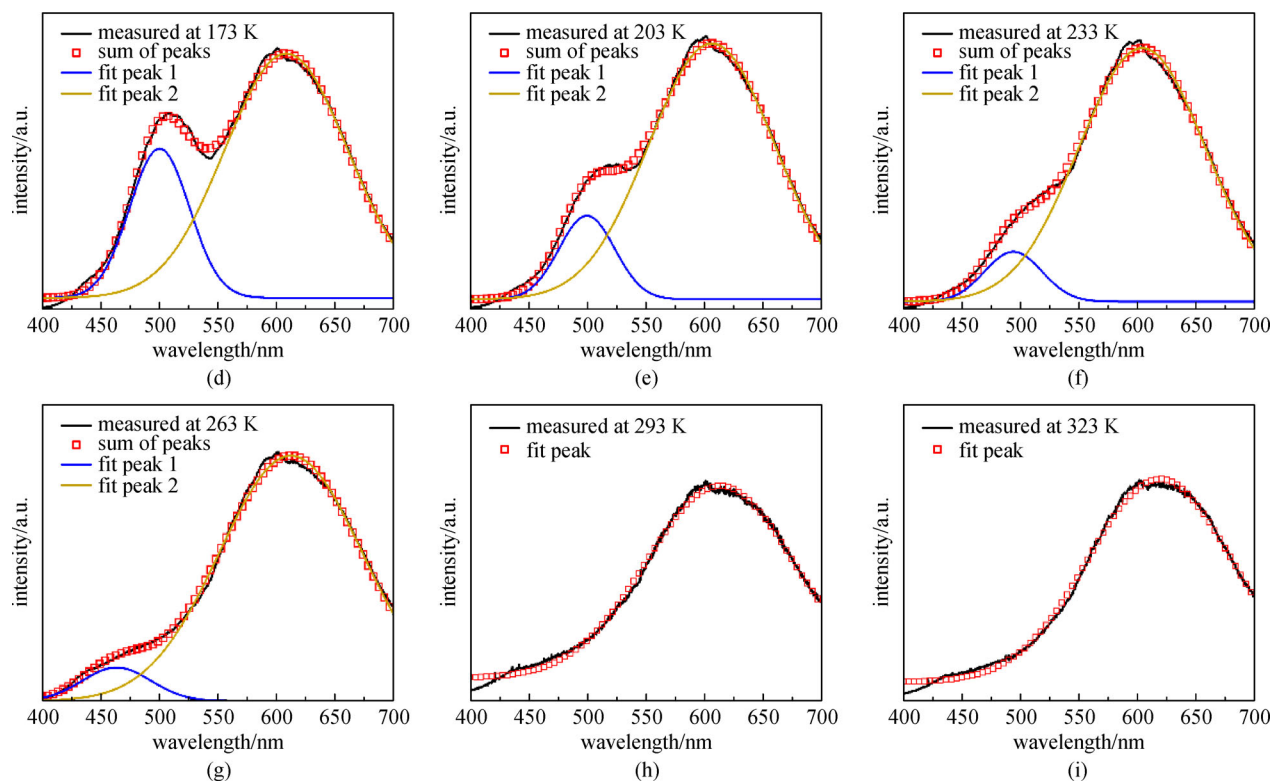 measured at 173 K
sum of peaks
fit peak 1
fit peak 2
intensity/a.u.
400 450 500 550 600 650 700
wavelength/nm
(d)
measured at 203 K
sum of peaks
fit peak 1
fit peak 2
intensity/a.u.
400 450 500 550 600 650 700
wavelength/nm
(e)
measured at 233 K
sum of peaks
fit peak 1
fit peak 2
intensity/a.u.
400 450 500 550 600 650 700
wavelength/nm
(f)
measured at 263 K
sum of peaks
fit peak 1
fit peak 2
intensity/a.u.
400 450 500 550 600 650 700
wavelength/nm
(g)
measured at 293 K
fit peak
intensity/a.u.
400 450 500 550 600 650 700
wavelength/nm
(h)
measured at 323 K
fit peak
intensity/a.u.
400 450 500 550 600 650 700
wavelength/nm
(i)